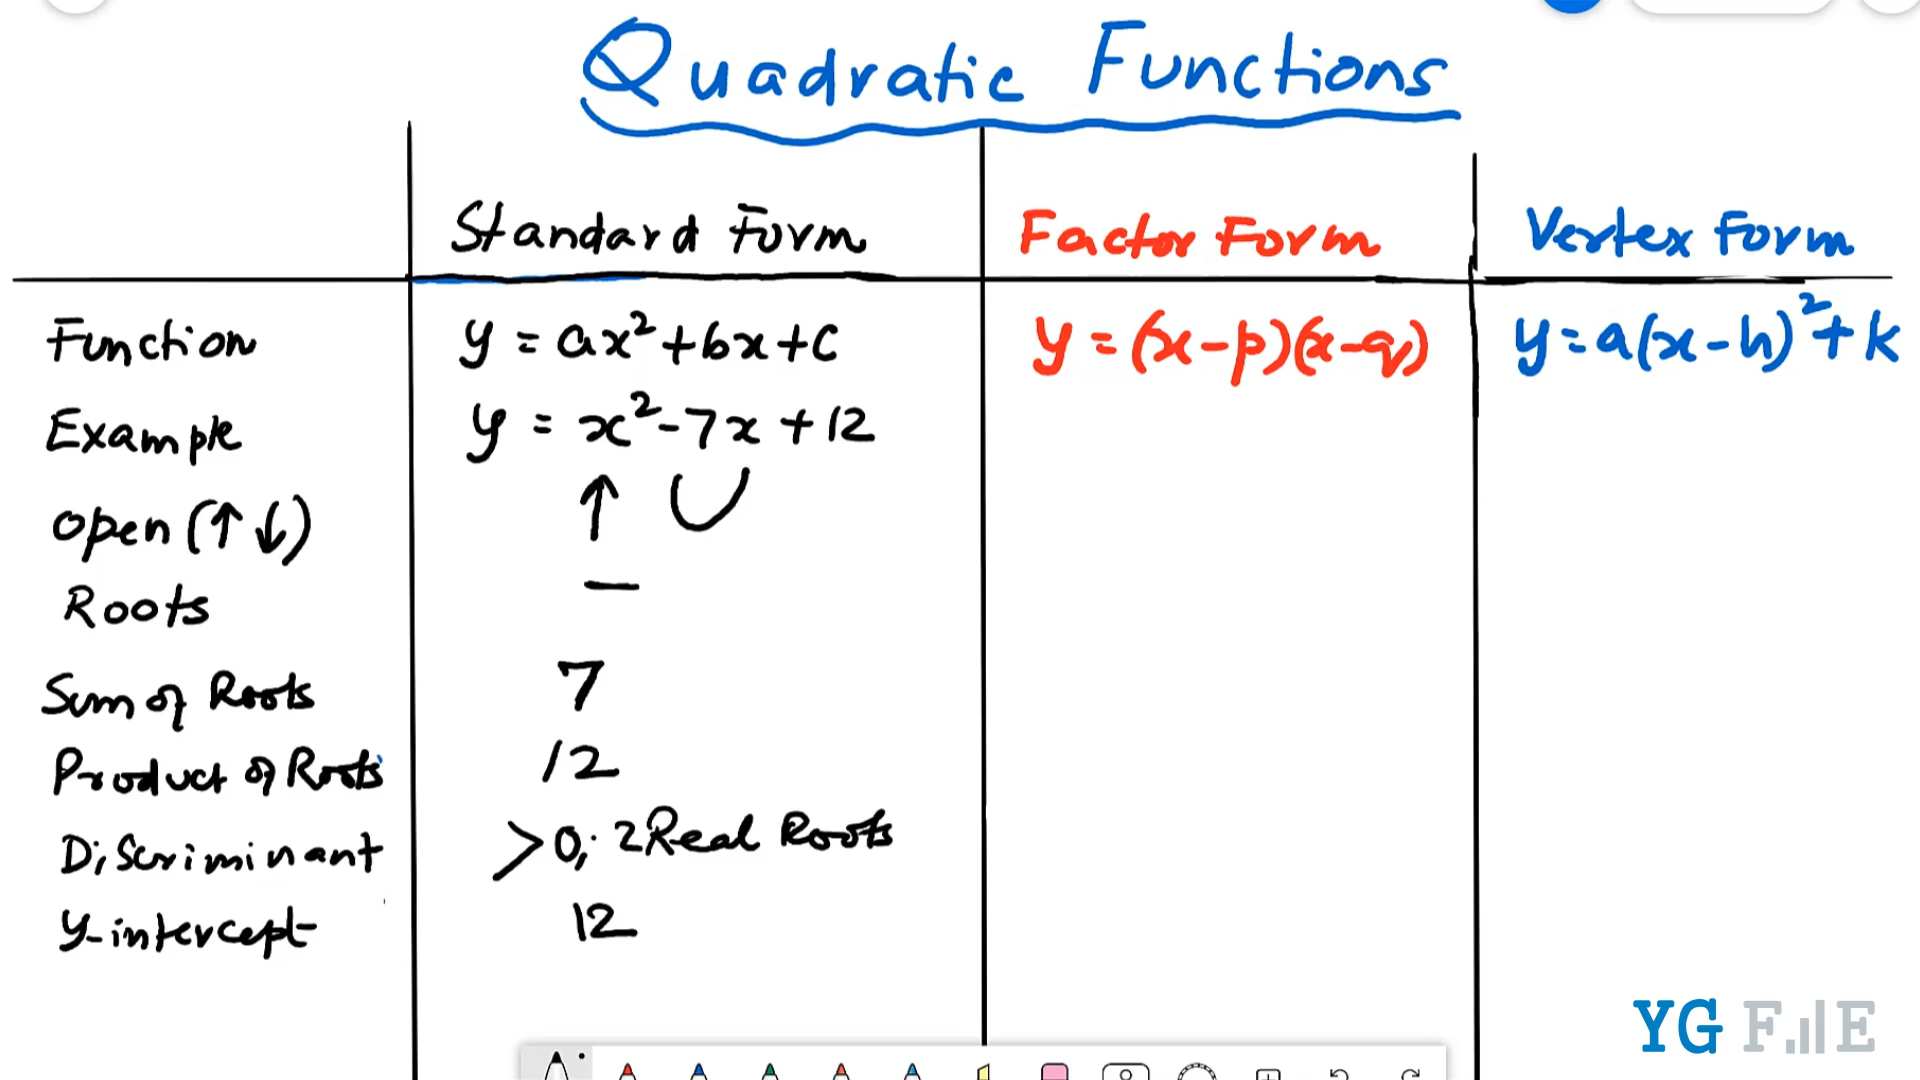 Quadratic Functions
Standard Form Factor Form Vertex Form
Function y = ax²+bx+c y = (x-p)(x-q) y = a(x-h)²+k
Example y = x²-7x+12
Open (↑↓) ↑ ∪
Roots —
Sum of Roots 7
Product of Roots 12
Discriminant >0; 2 Real Roots
y-intercept 12
YG FILE